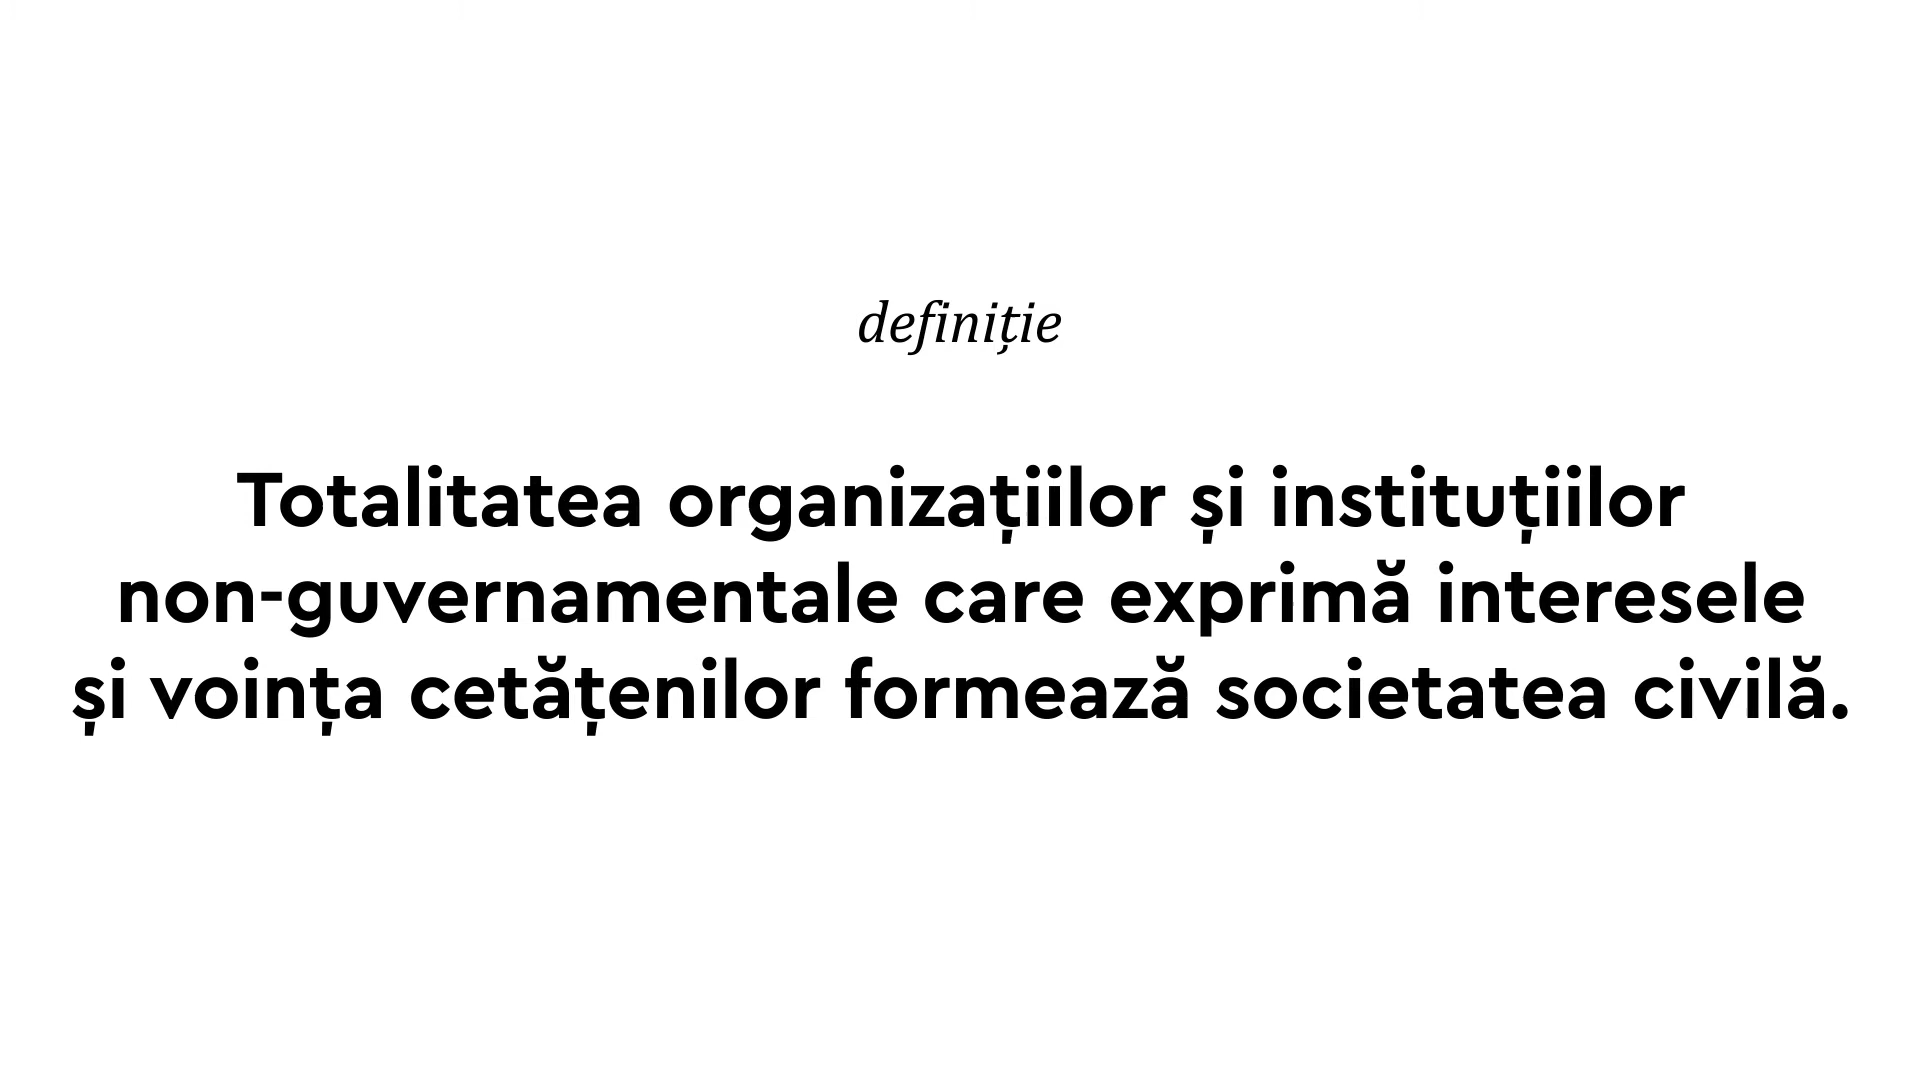 definiție
Totalitatea organizațiilor și instituțiilor
non-guvernamentale care exprimă interesele
și voința cetățenilor formează societatea civilă.